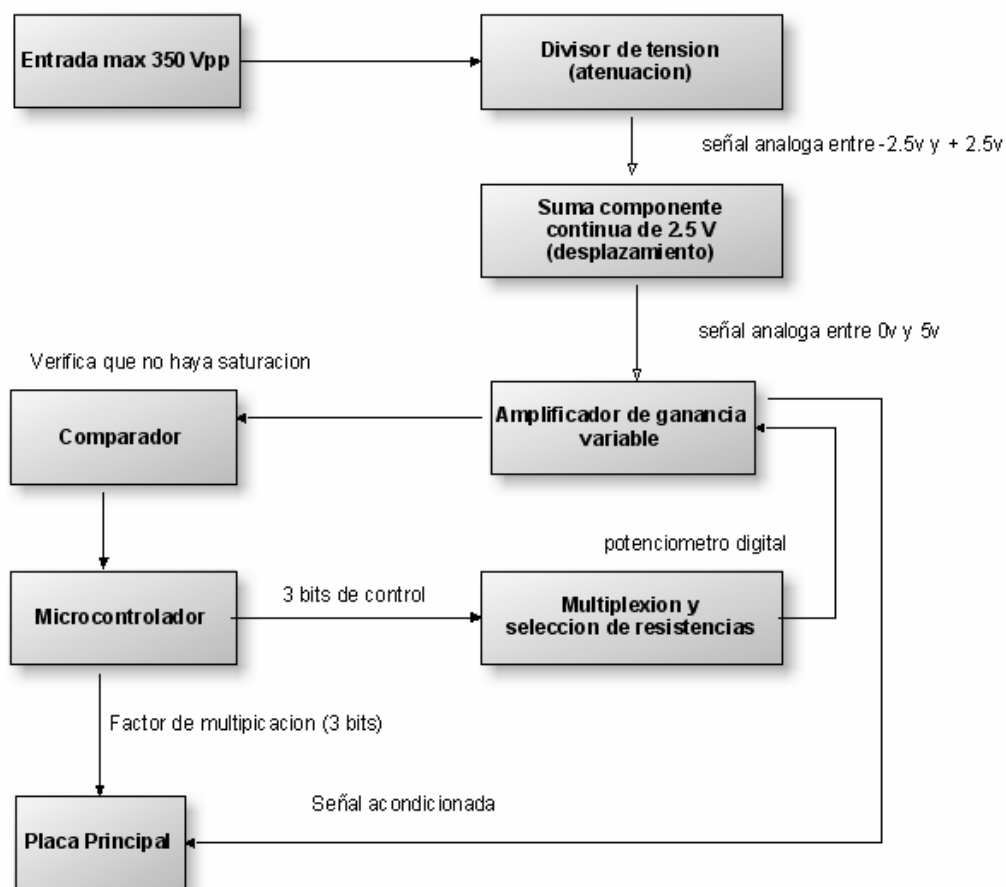 Entrada max 350 Vpp
Divisor de tension
(atenuacion)
señal analoga entre -2.5v y + 2.5v
Suma componente
continua de 2.5 V
(desplazamiento)
señal analoga entre 0v y 5v
Verifica que no haya saturacion
Amplificador de ganancia
variable
Comparador
potenciometro digital
Microcontrolador
3 bits de control
Multiplexion y
seleccion de resistencias
Factor de multipicacion (3 bits)
Señal acondicionada
Placa Principal